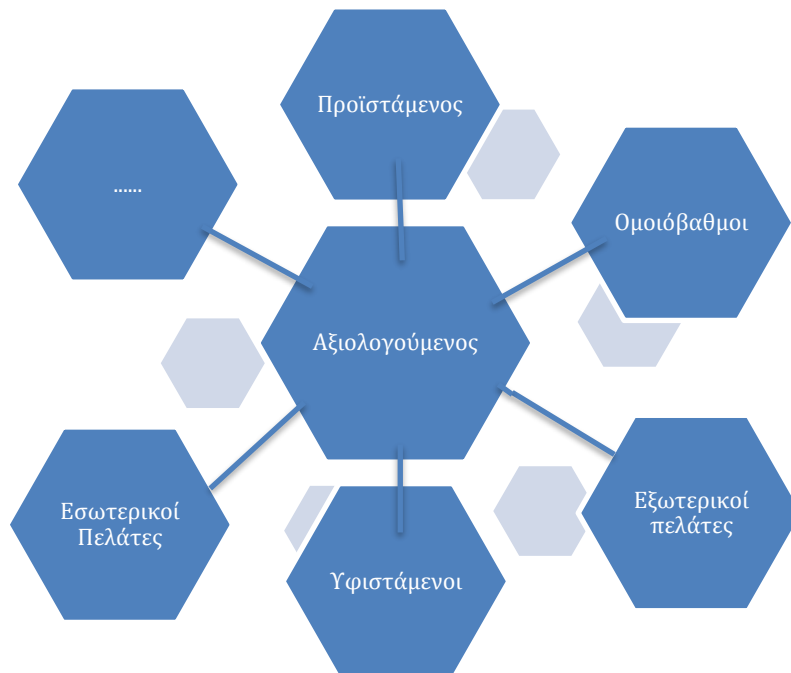 Προϊστάμενος
......
Ομοιόβαθμοι
Αξιολογούμενος
Εσωτερικοί
Πελάτες
Εξωτερικοί
πελάτες
Υφιστάμενοι